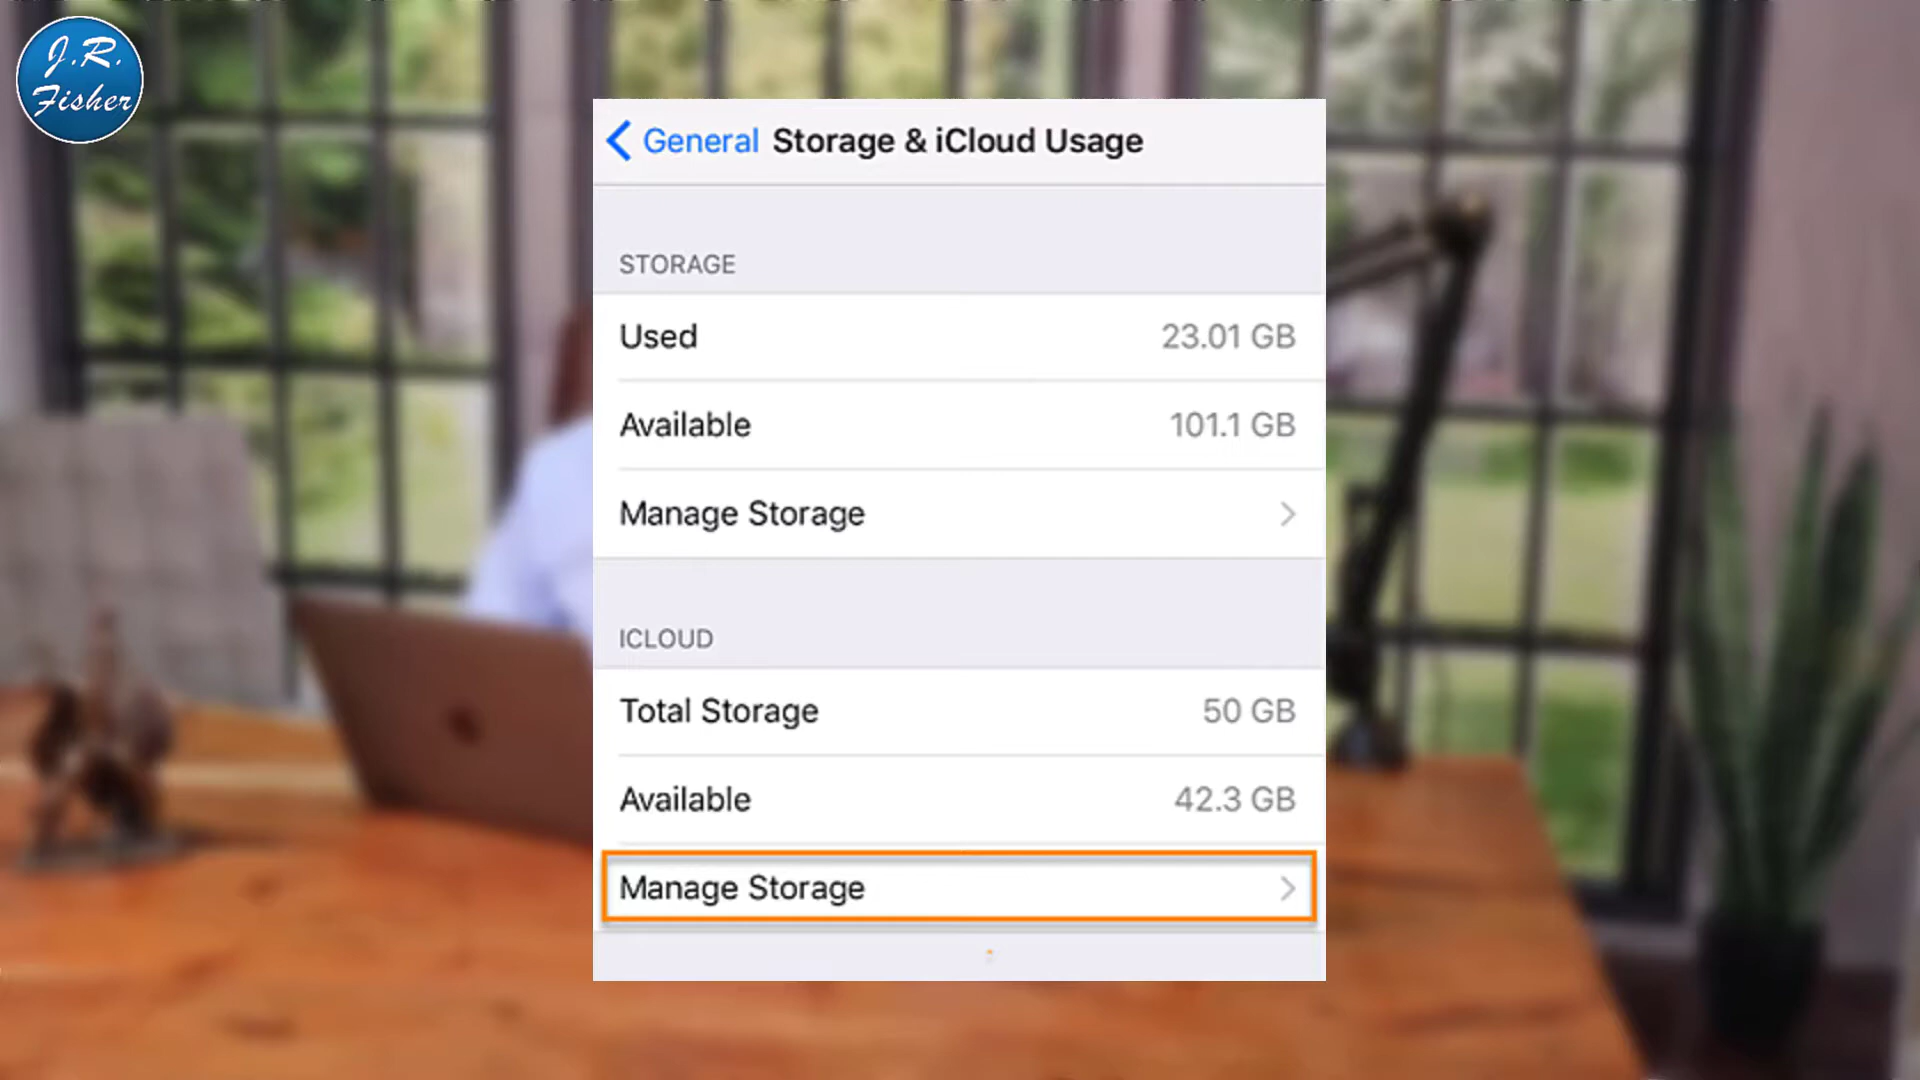 J.R.
Fisher
General Storage & iCloud Usage
STORAGE
Used 23.01 GB
Available 101.1 GB
Manage Storage
ICLOUD
Total Storage 50 GB
Available 42.3 GB
Manage Storage